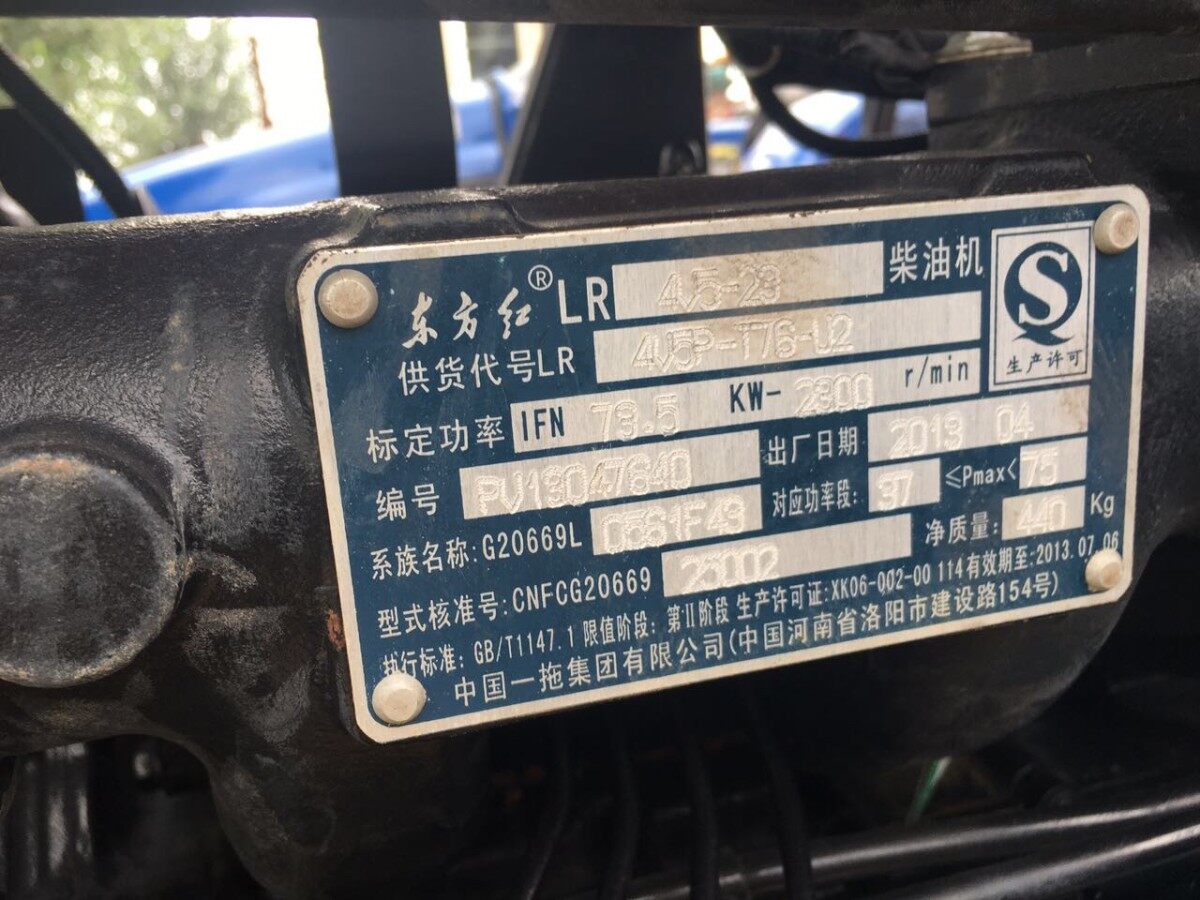 东方红® LR 4V5-23 柴油机
供货代号LR 4V5P-T76-U2
标定功率 IFN 73.5 KW- 2300 r/min
QS
生产许可
编号 PV13047640 出厂日期 2013 04
系族名称:G20669L 0561F43 对应功率段: 37 ≤Pmax< 75
型式核准号:CNFCG20669 25002 净质量: 440 Kg
执行标准: GB/T1147.1 限值阶段: 第II阶段 生产许可证:XK06-002-00 114有效期至:2013.07.06
中国一拖集团有限公司(中国河南省洛阳市建设路154号)